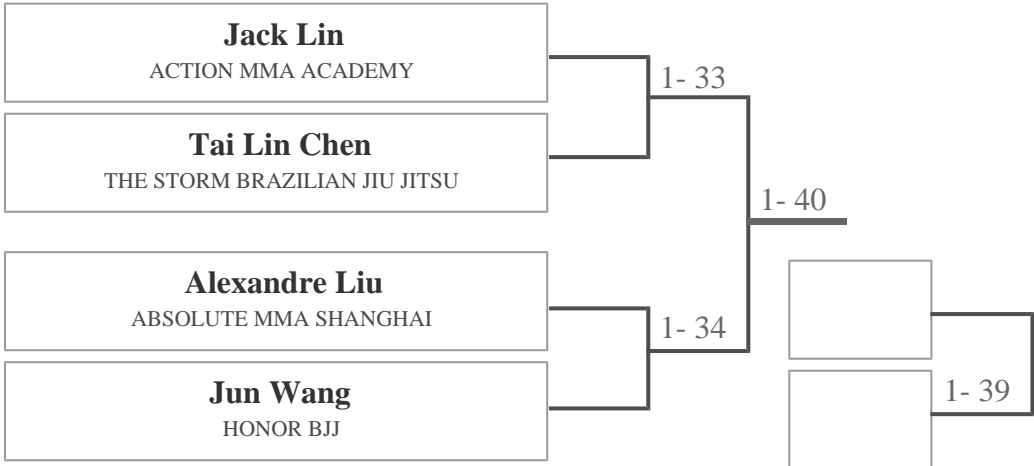 Jack Lin
ACTION MMA ACADEMY
1- 33
Tai Lin Chen
THE STORM BRAZILIAN JIU JITSU
1- 40
Alexandre Liu
ABSOLUTE MMA SHANGHAI
1- 34
Jun Wang
HONOR BJJ
1- 39